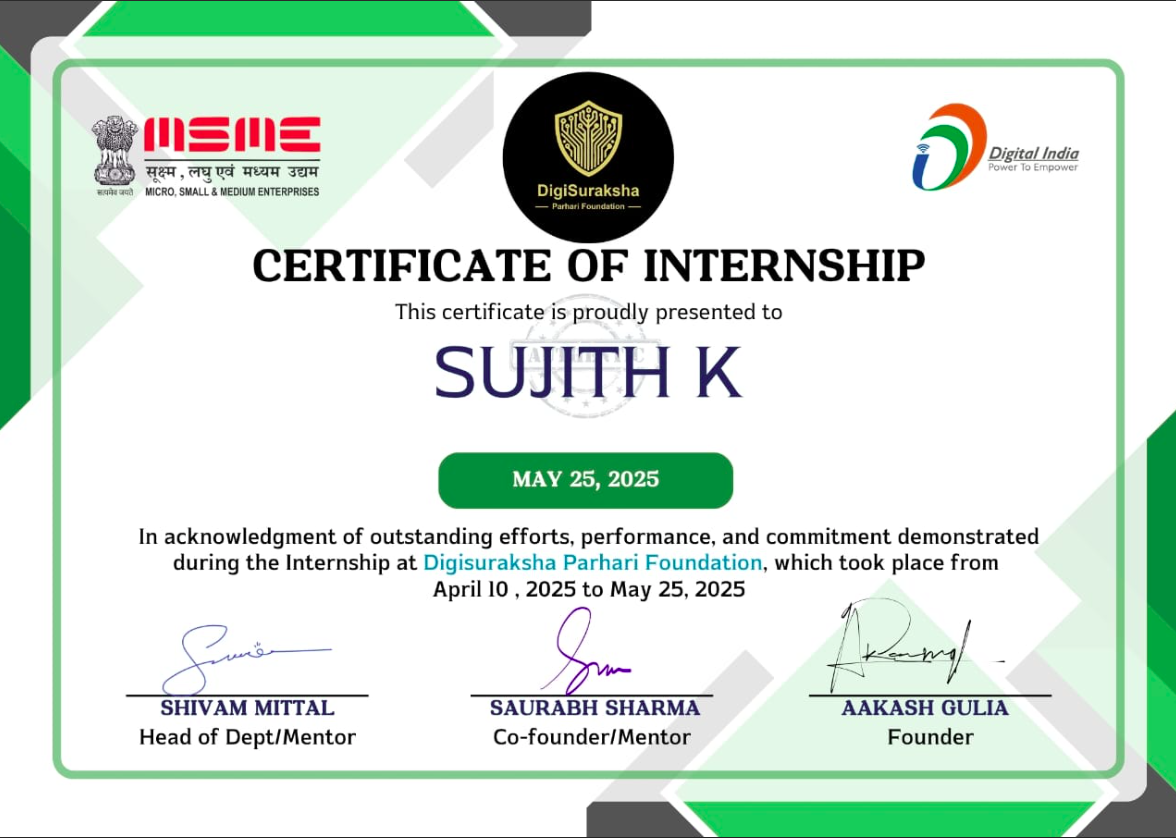 MSME
सूक्ष्म , लघु एवं मध्यम उद्यम
सत्यमेव जयते
MICRO, SMALL & MEDIUM ENTERPRISES
DigiSuraksha
Parhari Foundation
Digital India
Power To Empower
CERTIFICATE OF INTERNSHIP
This certificate is proudly presented to
AUTHENTIC
SUJITH K
MAY 25, 2025
In acknowledgment of outstanding efforts, performance, and commitment demonstrated
during the Internship at Digisuraksha Parhari Foundation, which took place from
April 10 , 2025 to May 25, 2025
SHIVAM MITTAL
Head of Dept/Mentor
SAURABH SHARMA
Co-founder/Mentor
AAKASH GULIA
Founder